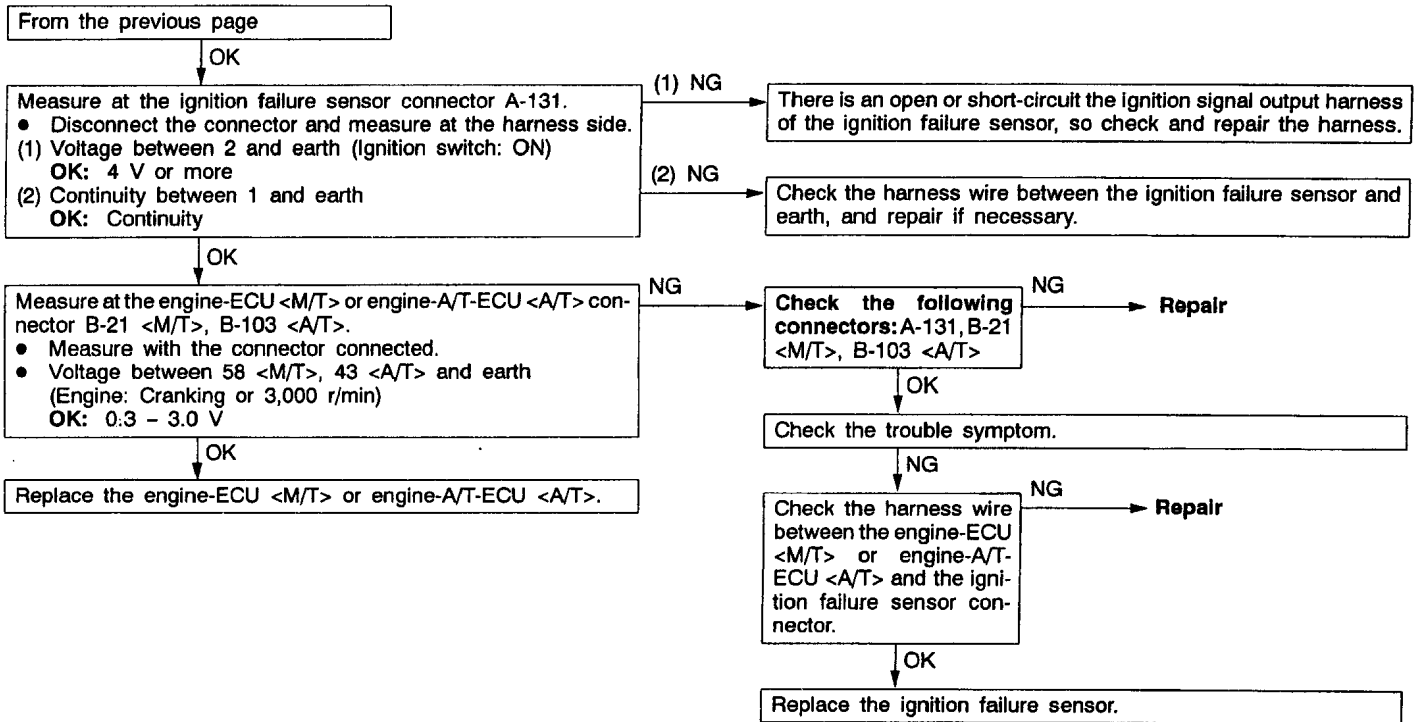 From the previous page
OK
Measure at the ignition failure sensor connector A-131.
● Disconnect the connector and measure at the harness side.
(1) Voltage between 2 and earth (Ignition switch: ON)
OK: 4 V or more
(2) Continuity between 1 and earth
OK: Continuity
(1) NG
There is an open or short-circuit the ignition signal output harness
of the ignition failure sensor, so check and repair the harness.
(2) NG
Check the harness wire between the ignition failure sensor and
earth, and repair if necessary.
OK
Measure at the engine-ECU <M/T> or engine-A/T-ECU <A/T> con-
nector B-21 <M/T>, B-103 <A/T>.
● Measure with the connector connected.
● Voltage between 58 <M/T>, 43 <A/T> and earth
(Engine: Cranking or 3,000 r/min)
OK: 0.3 – 3.0 V
OK
Replace the engine-ECU <M/T> or engine-A/T-ECU <A/T>.
NG
Check the following
connectors: A-131, B-21
<M/T>, B-103 <A/T>
NG
Repair
OK
Check the trouble symptom.
NG
Check the harness wire
between the engine-ECU
<M/T> or engine-A/T-
ECU <A/T> and the igni-
tion failure sensor con-
nector.
NG
Repair
OK
Replace the ignition failure sensor.